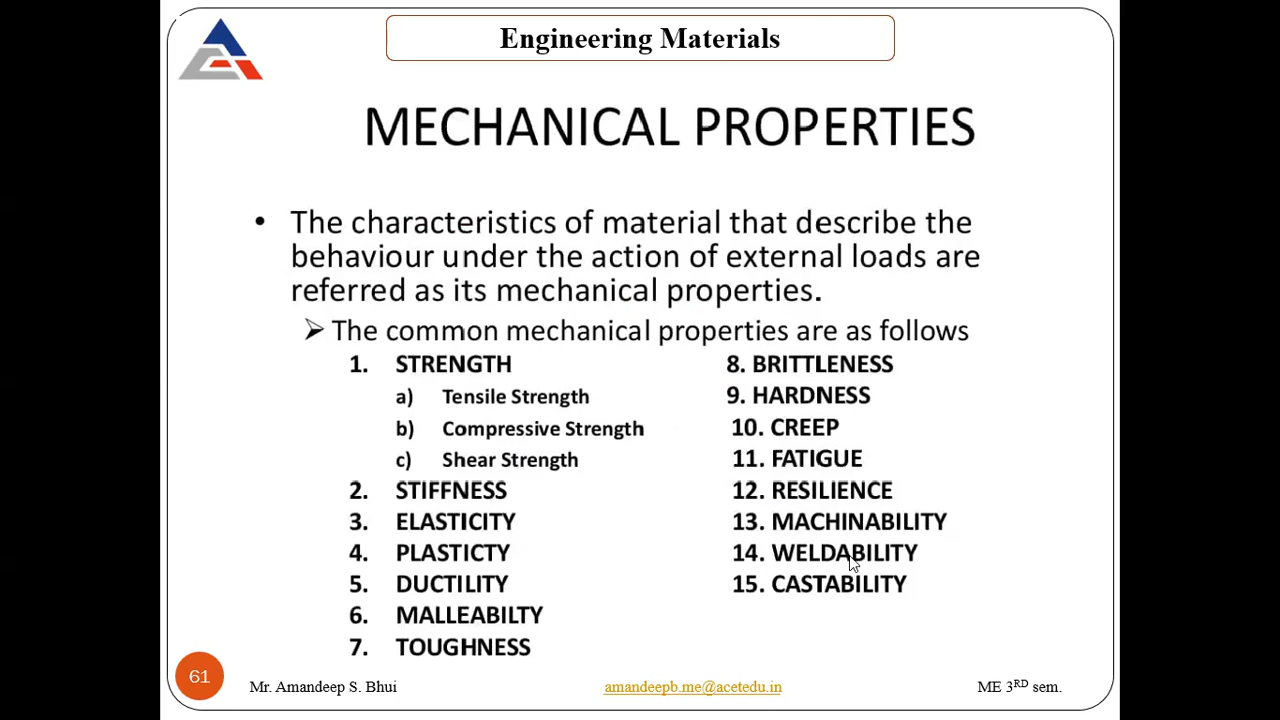 Engineering Materials
MECHANICAL PROPERTIES
• The characteristics of material that describe the
behaviour under the action of external loads are
referred as its mechanical properties.
➢ The common mechanical properties are as follows
1. STRENGTH
a) Tensile Strength
b) Compressive Strength
c) Shear Strength
2. STIFFNESS
3. ELASTICITY
4. PLASTICTY
5. DUCTILITY
6. MALLEABILTY
7. TOUGHNESS
8. BRITTLENESS
9. HARDNESS
10. CREEP
11. FATIGUE
12. RESILIENCE
13. MACHINABILITY
14. WELDABILITY
15. CASTABILITY
61
Mr. Amandeep S. Bhui
amandeepb.me@acetedu.in
ME 3RD sem.